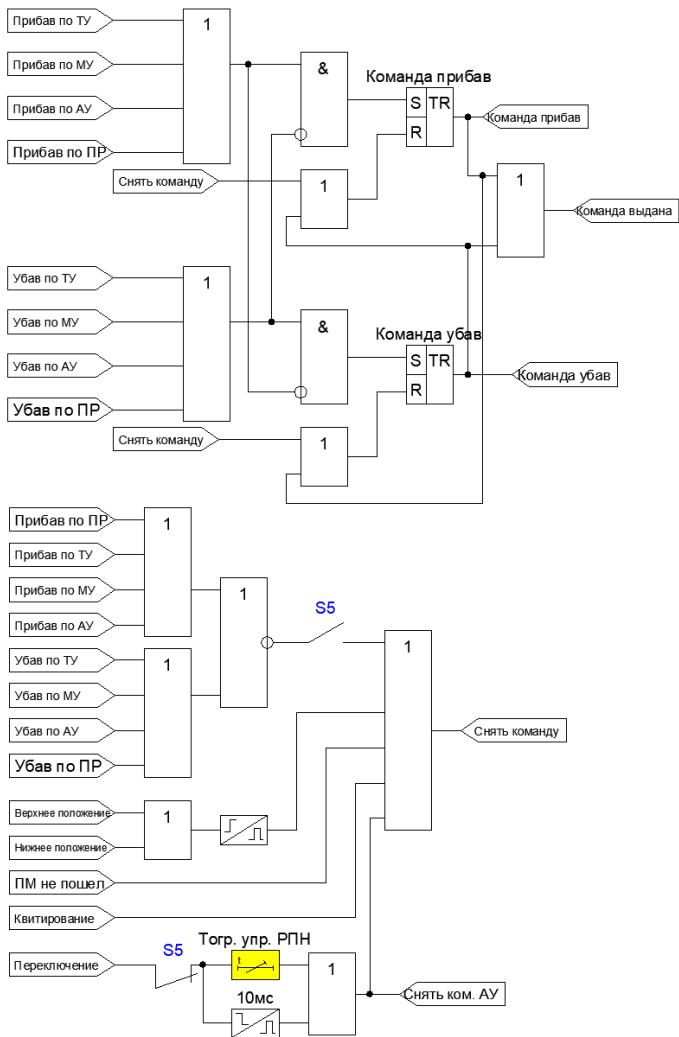 Прибав по ТУ
1
Прибав по МУ
&
Команда прибав
Прибав по АУ
S TR
R
Команда прибав
Прибав по ПР
Снять команду
1
1
Команда выдана
Убав по ТУ
1
Убав по МУ
&
Команда убав
Убав по АУ
S TR
R
Команда убав
Убав по ПР
Снять команду
1
Прибав по ПР
1
Прибав по ТУ
Прибав по МУ
1
S5
Прибав по АУ
1
Убав по ТУ
1
Убав по МУ
Убав по АУ
Снять команду
Убав по ПР
Верхнее положение
1
Нижнее положение
ПМ не пошел
Квитирование
Тогр. упр. РПН
S5
Переключение
t
1
10мс
Снять ком. АУ